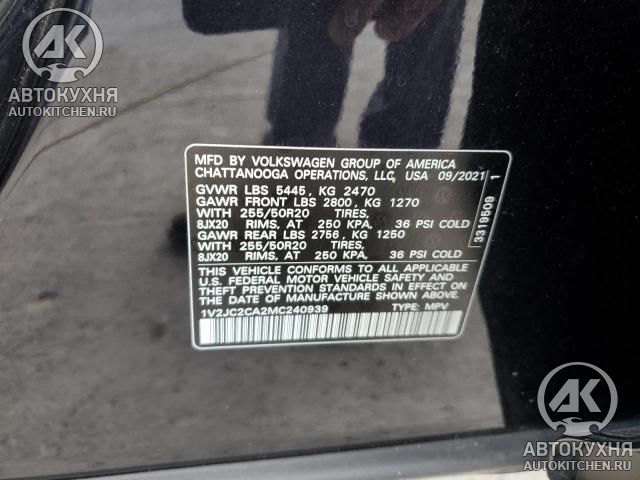 AK
АВТОКУХНЯ
AUTOKITCHEN.RU
MFD BY VOLKSWAGEN GROUP OF AMERICA
CHATTANOOGA OPERATIONS, LLC, USA 09/2021
GVWR LBS 5445, KG 2470
GAWR FRONT LBS 2800, KG 1270
WITH 255/50R20 TIRES,
8JX20 RIMS, AT 250 KPA, 36 PSI COLD
GAWR REAR LBS 2756, KG 1250
WITH 255/50R20 TIRES,
8JX20 RIMS, AT 250 KPA, 36 PSI COLD
THIS VEHICLE CONFORMS TO ALL APPLICABLE
U.S. FEDERAL MOTOR VEHICLE SAFETY AND
THEFT PREVENTION STANDARDS IN EFFECT ON
THE DATE OF MANUFACTURE SHOWN ABOVE.
1V2JC2CA2MC240939 TYPE: MPV
3319509 1
AK
АВТОКУХНЯ
AUTOKITCHEN.RU